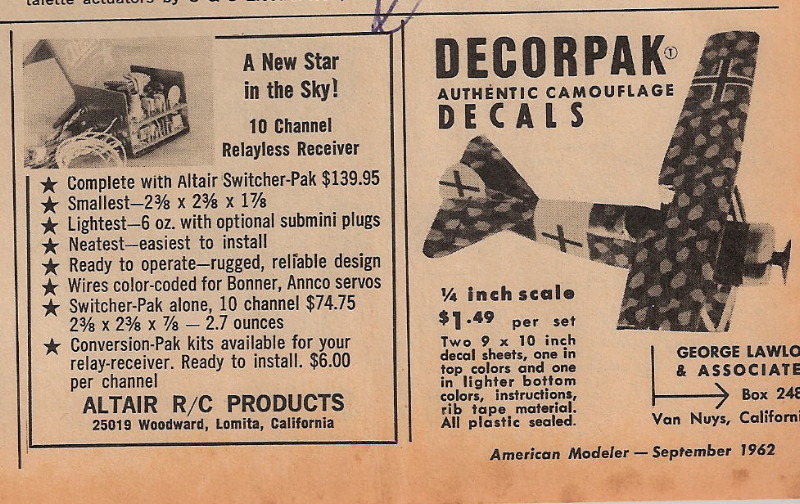 talette actuators by
A New Star
in the Sky!
10 Channel
Relayless Receiver
★ Complete with Altair Switcher-Pak $139.95
★ Smallest—2⅜ x 2⅜ x 1⅞
★ Lightest—6 oz. with optional submini plugs
★ Neatest—easiest to install
★ Ready to operate—rugged, reliable design
★ Wires color-coded for Bonner, Annco servos
★ Switcher-Pak alone, 10 channel $74.75
2⅜ x 2⅜ x ⅞ — 2.7 ounces
★ Conversion-Pak kits available for your
relay-receiver. Ready to install. $6.00
per channel
ALTAIR R/C PRODUCTS
25019 Woodward, Lomita, California
DECORPAK Ⓣ
AUTHENTIC CAMOUFLAGE
DECALS
¼ inch scale
$1.49 per set
Two 9 x 10 inch
decal sheets, one in
top colors and one
in lighter bottom
colors, instructions,
rib tape material.
All plastic sealed.
GEORGE LAWLO
& ASSOCIATE
Box 248
Van Nuys, Californi
American Modeler — September 1962